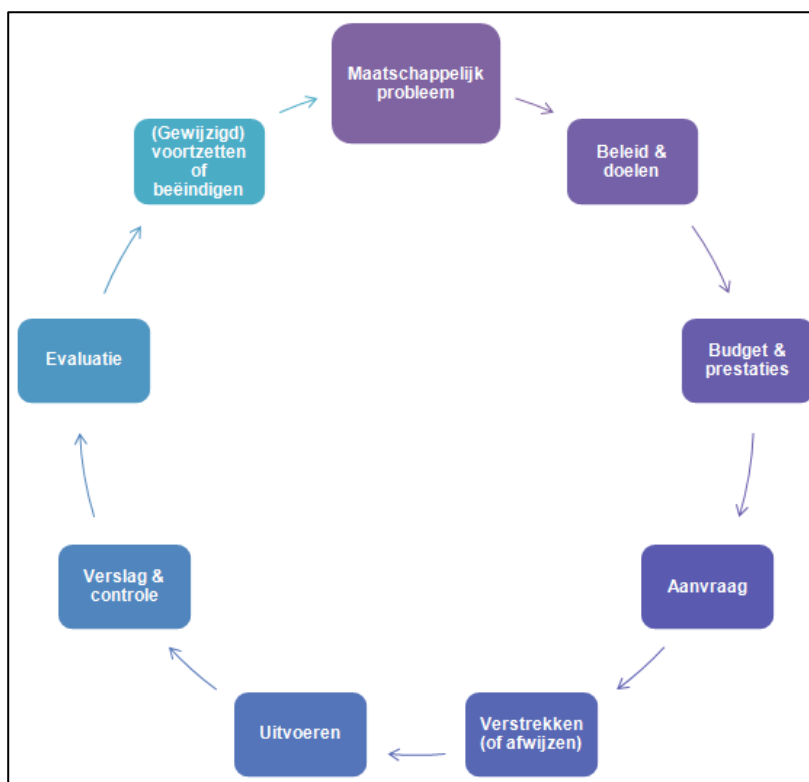 Maatschappelijk
probleem
Beleid &
doelen
Budget &
prestaties
Aanvraag
Verstrekken
(of afwijzen)
Uitvoeren
Verslag &
controle
Evaluatie
(Gewijzigd)
voortzetten
of
beëindigen